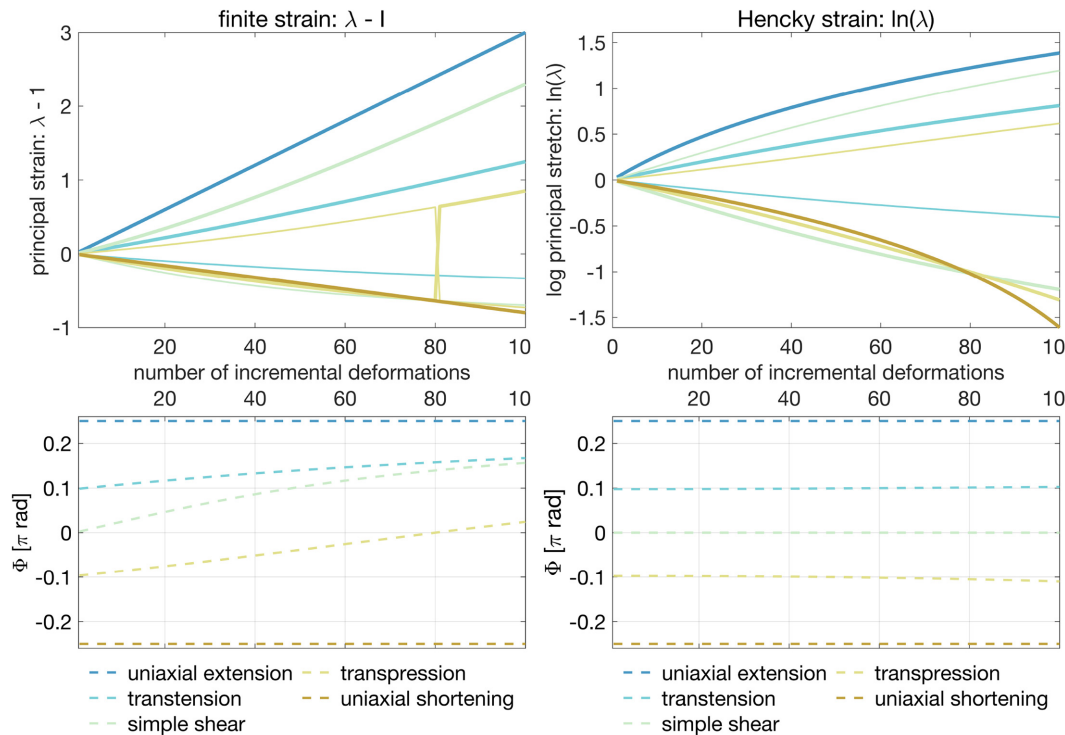 finite strain: λ - I
principal strain: λ - 1
3
2
1
0
-1
20 40 60 80 10
number of incremental deformations
Hencky strain: ln(λ)
log principal stretch: ln(λ)
1.5
1
0.5
0
-0.5
-1
-1.5
0 20 40 60 80 10
number of incremental deformations
20 40 60 80 10
Φ [π rad]
0.2
0.1
0
-0.1
-0.2
uniaxial extension
transtension
simple shear
transpression
uniaxial shortening
20 40 60 80 10
Φ [π rad]
0.2
0.1
0
-0.1
-0.2
uniaxial extension
transtension
simple shear
transpression
uniaxial shortening